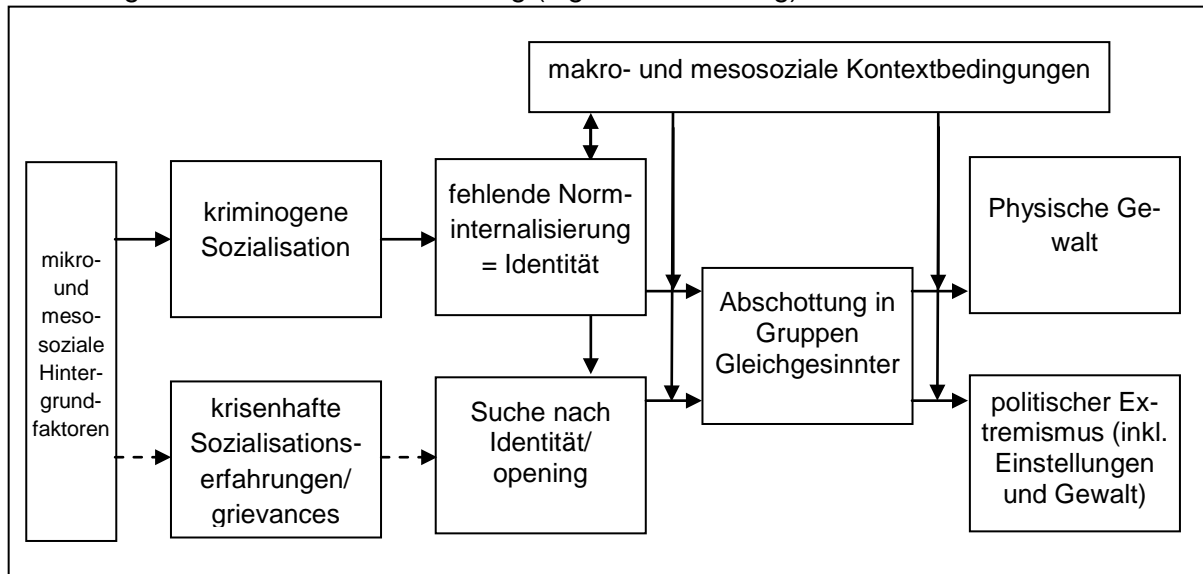 makro- und mesosoziale Kontextbedingungen
mikro-
und
meso-
soziale
Hinter-
grund-
faktoren
kriminogene
Sozialisation
fehlende Norm-
internalisierung
= Identität
Physische Ge-
walt
Abschottung in
Gruppen
Gleichgesinnter
krisenhafte
Sozialisations-
erfahrungen/
grievances
Suche nach
Identität/
opening
politischer Ex-
tremismus (inkl.
Einstellungen
und Gewalt)